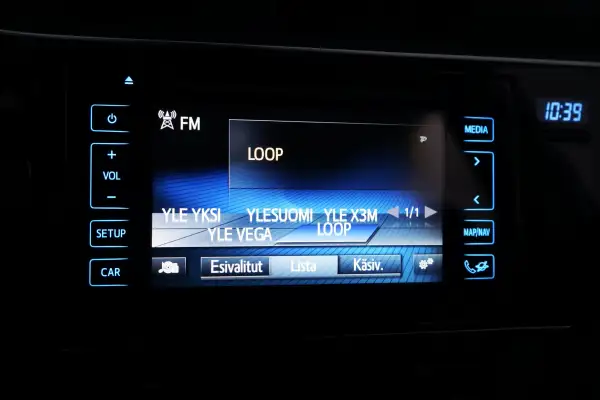 FM
10:39
MEDIA
LOOP
+
VOL
-
YLE YKSI YLESUOMI YLE X3M 1/1
YLE VEGA LOOP
SETUP
MAP/NAV
CAR
Esivalitut Lista Käsiv.